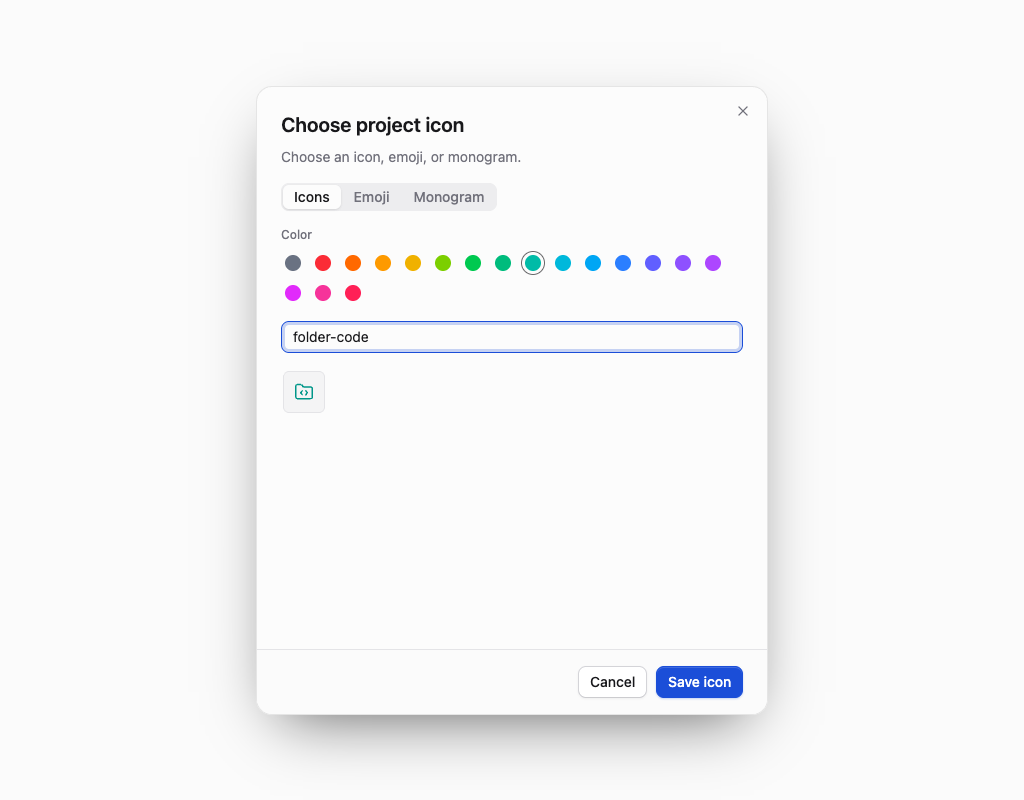 Choose project icon
Choose an icon, emoji, or monogram.
Icons Emoji Monogram
Color
folder-code
Cancel Save icon